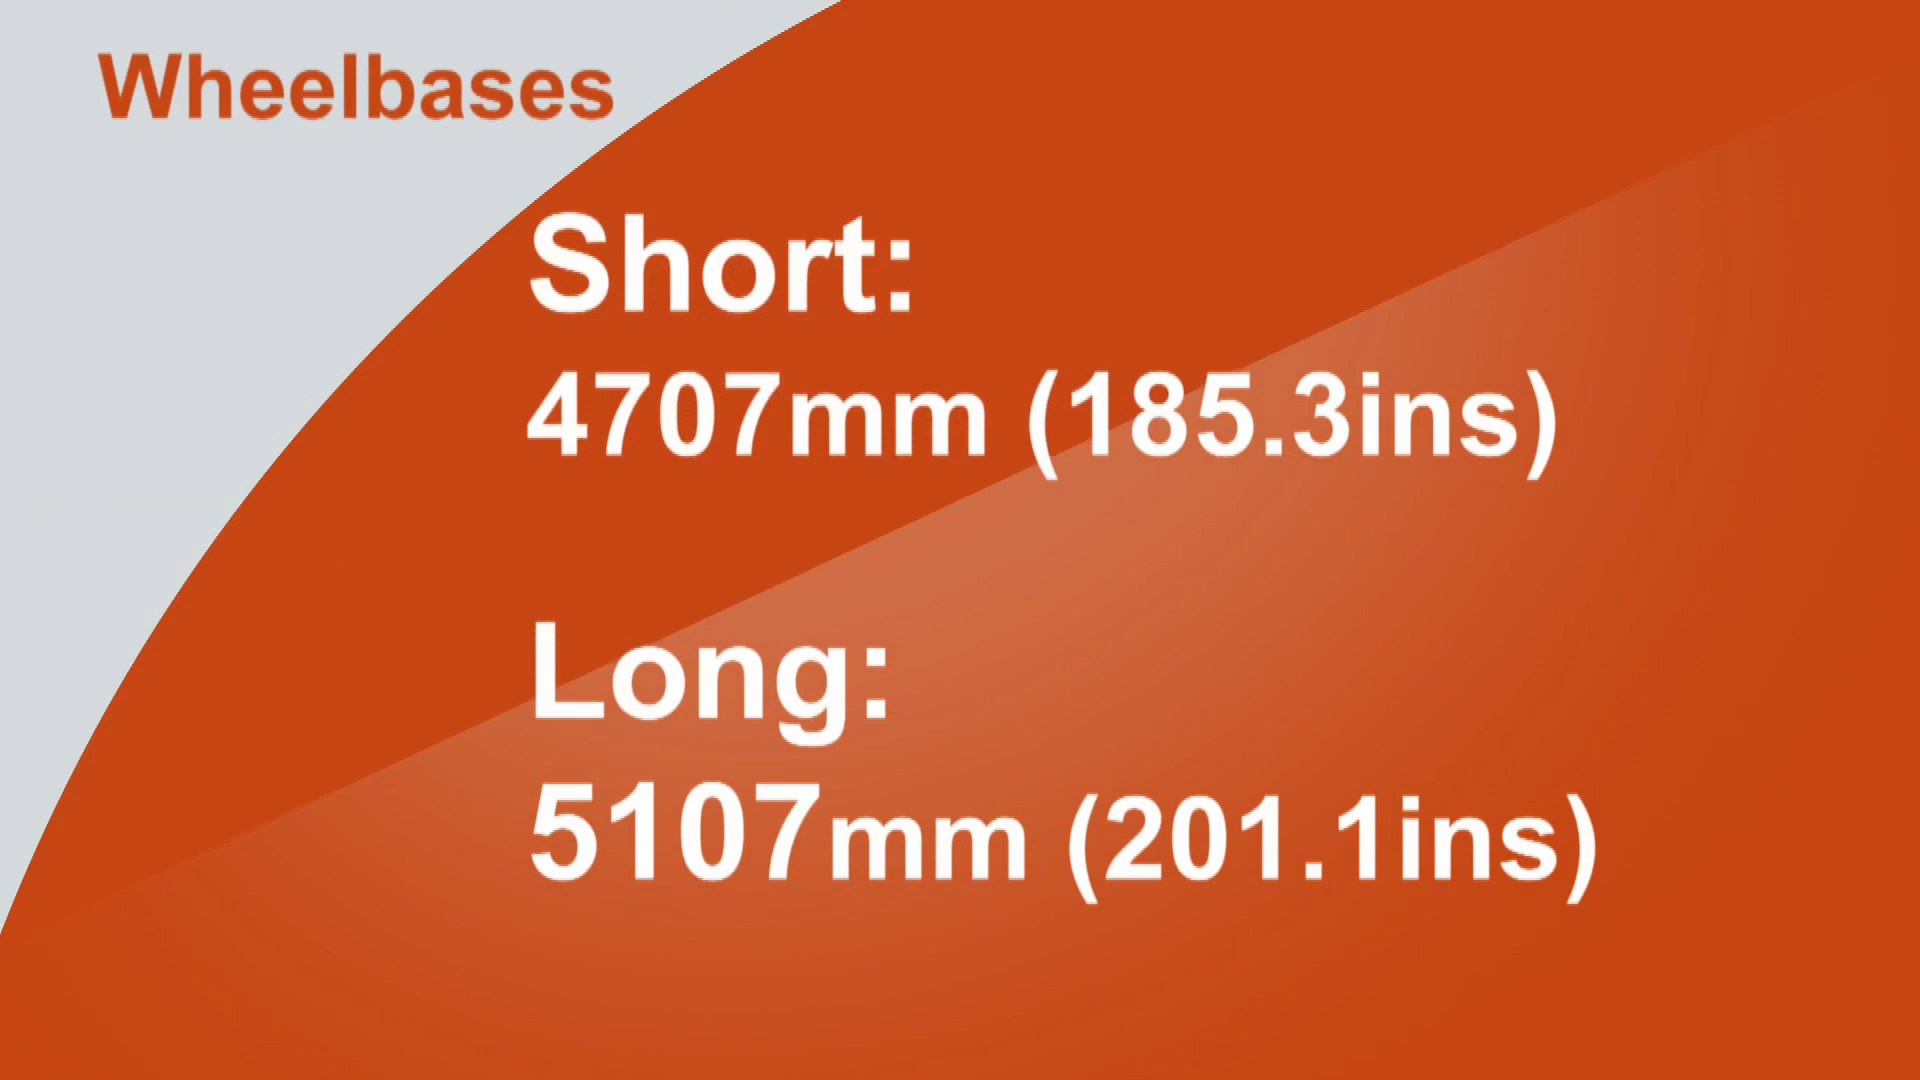 Wheelbases
Short:
4707mm (185.3ins)
Long:
5107mm (201.1ins)